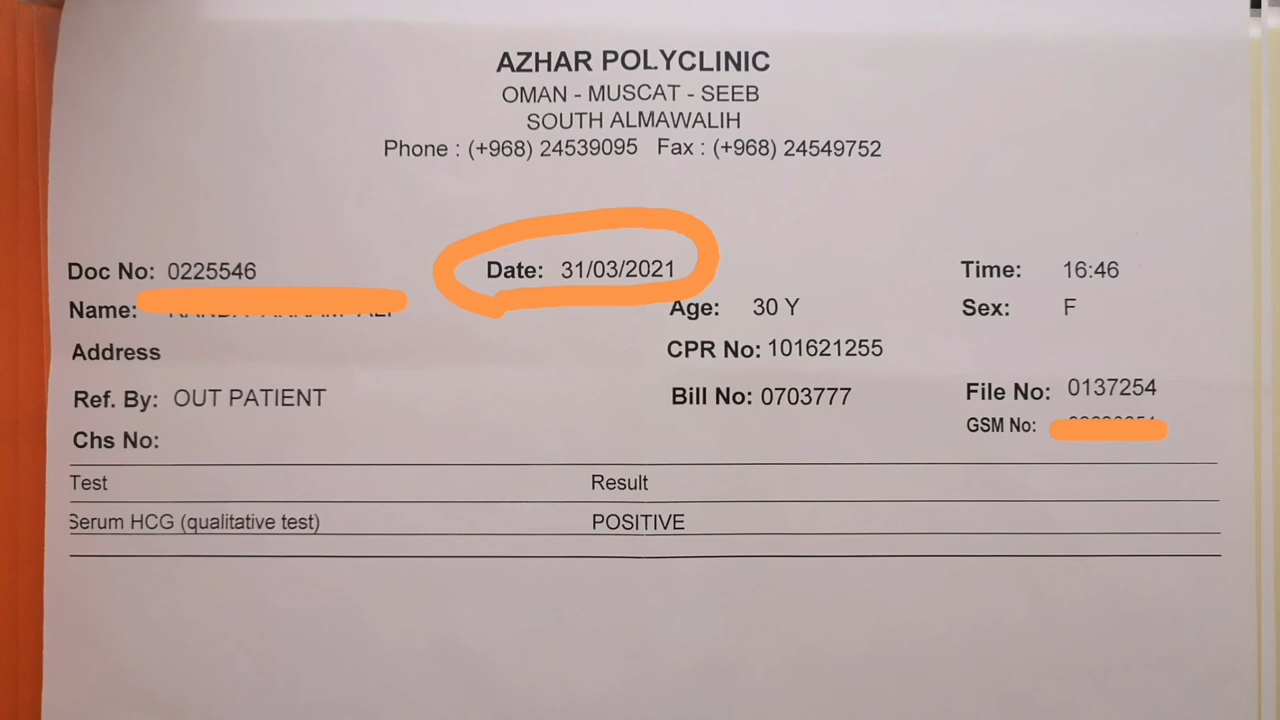 AZHAR POLYCLINIC
OMAN - MUSCAT - SEEB
SOUTH ALMAWALIH
Phone : (+968) 24539095 Fax : (+968) 24549752
Doc No: 0225546 Date: 31/03/2021 Time: 16:46
Name: Age: 30 Y Sex: F
Address CPR No: 101621255
Ref. By: OUT PATIENT Bill No: 0703777 File No: 0137254
GSM No:
Chs No:
Test Result
Serum HCG (qualitative test) POSITIVE